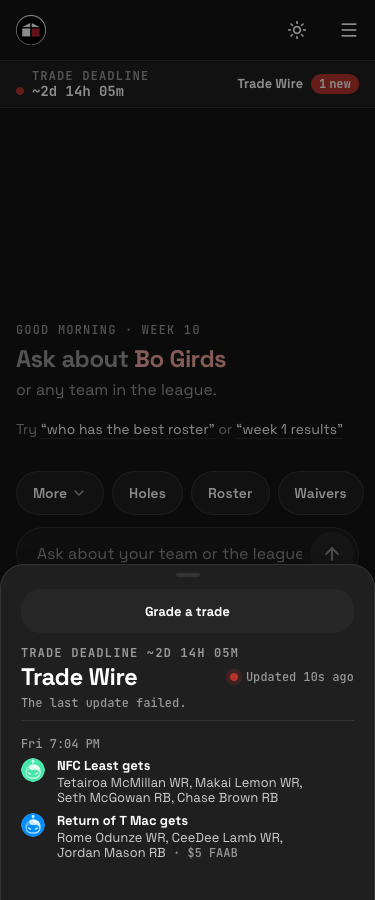 TRADE DEADLINE
~2d 14h 05m
Trade Wire 1 new
GOOD MORNING · WEEK 10
Ask about Bo Girds
or any team in the league.
Try “who has the best roster” or “week 1 results”
More Holes Roster Waivers
Ask about your team or the league
Grade a trade
TRADE DEADLINE ~2D 14H 05M
Trade Wire Updated 10s ago
The last update failed.
Fri 7:04 PM
NFC Least gets
Tetairoa McMillan WR, Makai Lemon WR,
Seth McGowan RB, Chase Brown RB
Return of T Mac gets
Rome Odunze WR, CeeDee Lamb WR,
Jordan Mason RB · $5 FAAB